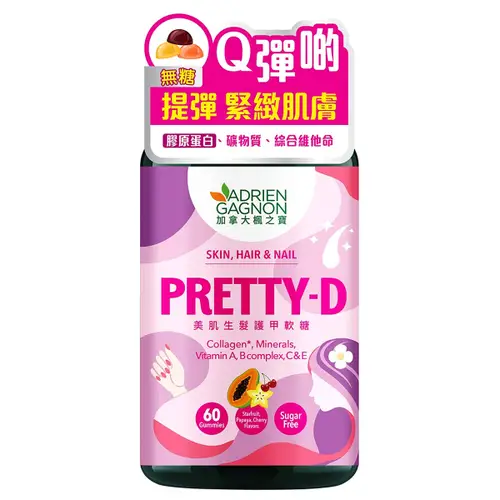 Q彈啲
無糖
提彈 緊緻肌膚
膠原蛋白、礦物質、綜合維他命
ADRIEN
GAGNON
加拿大楓之寶
SKIN, HAIR & NAIL
PRETTY-D
美肌生髮護甲軟糖
Collagen*, Minerals,
Vitamin A, B complex, C & E
60
Gummies
Starfruit,
Papaya, Cherry
Flavors
Sugar
Free